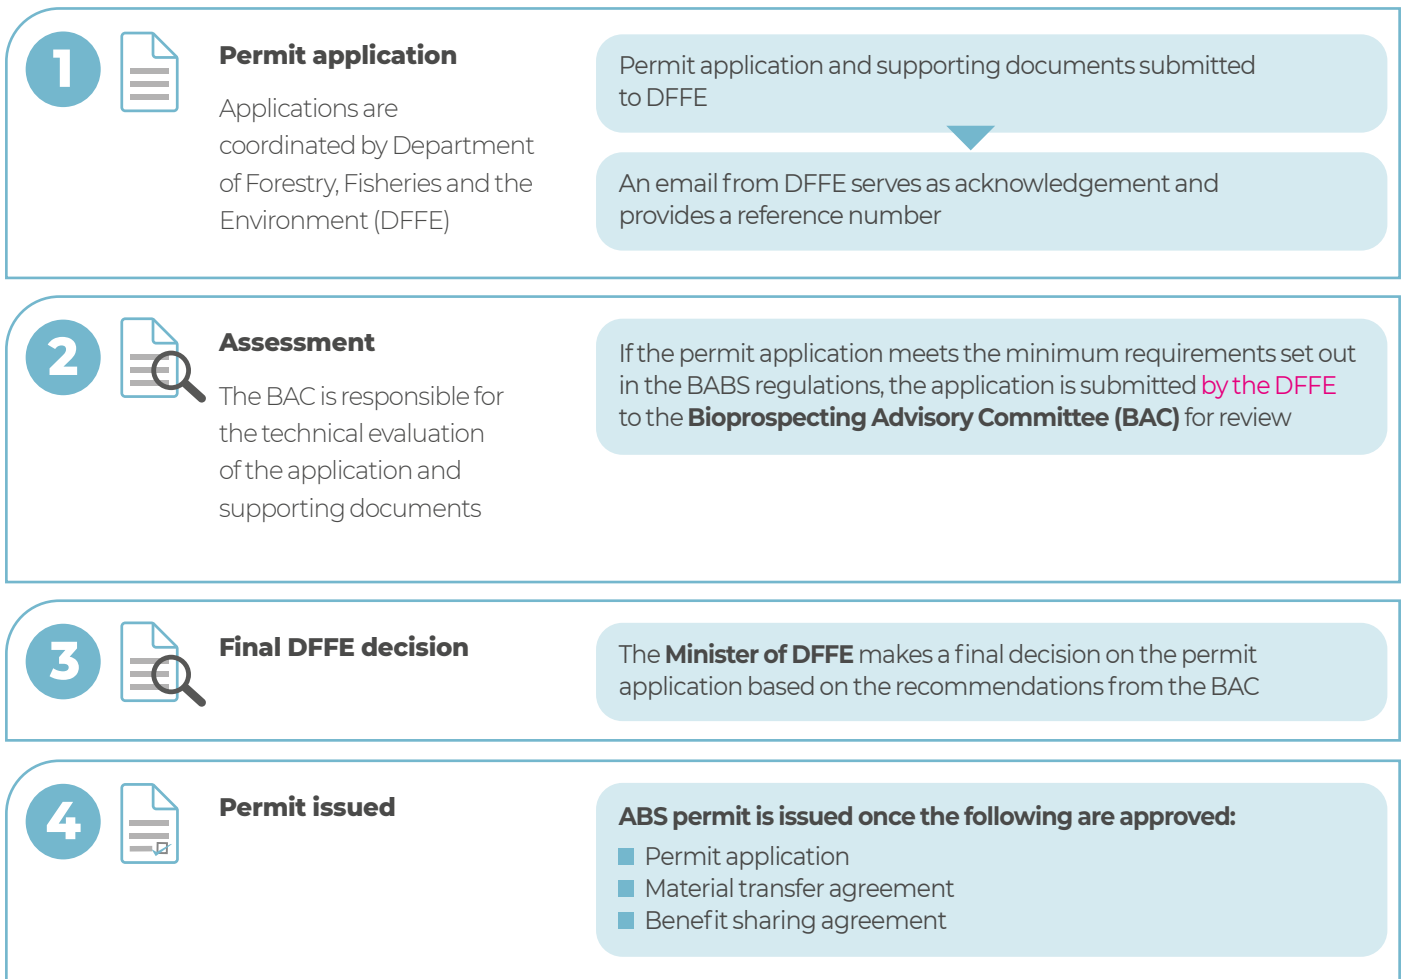 1
Permit application
Applications are
coordinated by Department
of Forestry, Fisheries and the
Environment (DFFE)
Permit application and supporting documents submitted
to DFFE
An email from DFFE serves as acknowledgement and
provides a reference number
2
Assessment
The BAC is responsible for
the technical evaluation
of the application and
supporting documents
If the permit application meets the minimum requirements set out
in the BABS regulations, the application is submitted by the DFFE
to the Bioprospecting Advisory Committee (BAC) for review
3
Final DFFE decision
The Minister of DFFE makes a final decision on the permit
application based on the recommendations from the BAC
4
Permit issued
ABS permit is issued once the following are approved:
Permit application
Material transfer agreement
Benefit sharing agreement